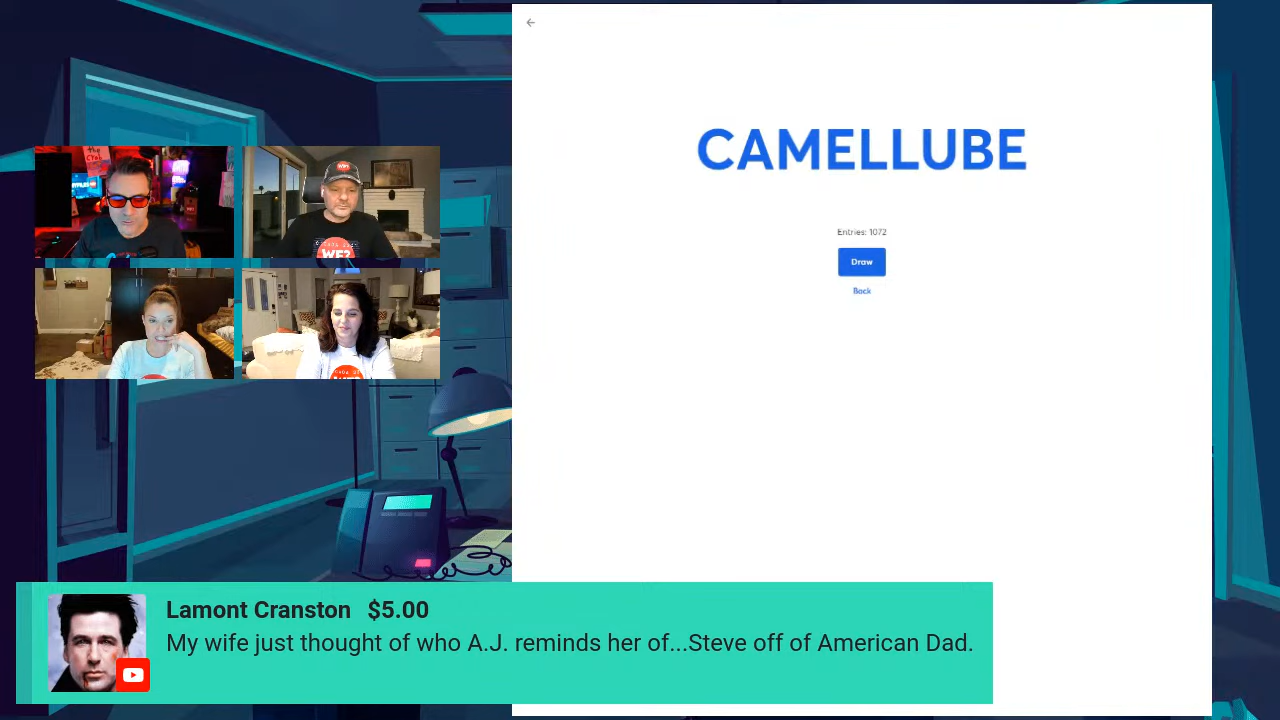 CAMELLUBE
Entries: 1072
Draw
Back
Lamont Cranston $5.00
My wife just thought of who A.J. reminds her of...Steve off of American Dad.